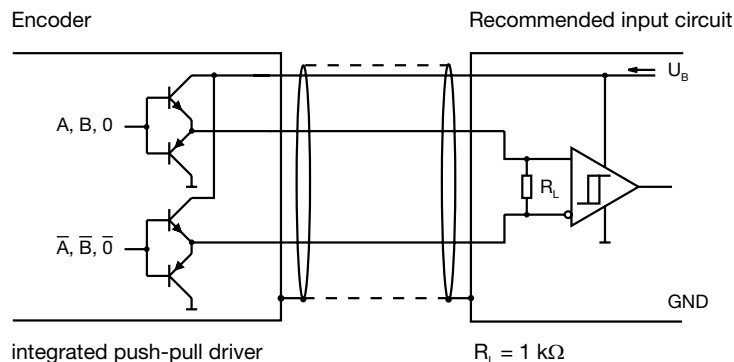 Encoder
Recommended input circuit
U_B
A, B, 0
R_L
A̅, B̅, 0̅
GND
integrated push-pull driver
R_L = 1 kΩ